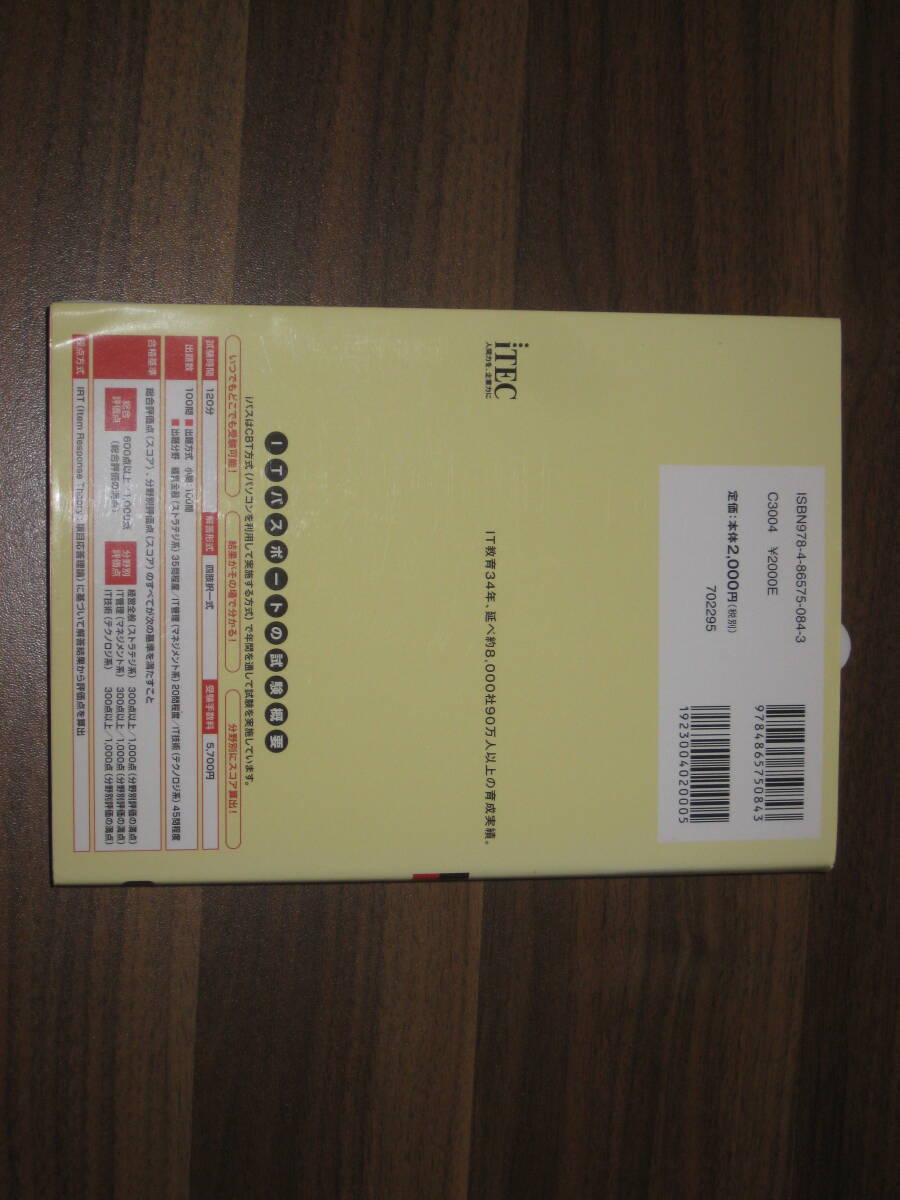 ISBN978-4-86575-084-3
C3004 ¥2000E
定価:本体2,000円(税別)
702295
9784865750843
1923004020005
iTEC
人間力を、企業力に
IT教育34年、延べ約8,000社90万人以上の育成実績。
ITパスポートの試験概要
iパスはCBT方式(パソコンを利用して実施する方式)で年間を通して試験を実施しています。
いつでもどこでも受験可能! 結果がその場で分かる! 分野別にスコア算出!
試験時間 120分 解答形式 四肢択一式 受験手数料 5,700円
出題数 100問 ■出題方式 小問:100問
■出題分野 経営全般(ストラテジ系)35問程度/IT管理(マネジメント系)20問程度/IT技術(テクノロジ系)45問程度
合格基準 総合評価点(スコア)、分野別評価点(スコア)のすべてが次の基準を満たすこと
総合評価点 600点以上/1,000点(総合評価の満点)
分野別評価点 経営全般(ストラテジ系) 300点以上/1,000点(分野別評価の満点)
IT管理(マネジメント系) 300点以上/1,000点(分野別評価の満点)
IT技術(テクノロジ系) 300点以上/1,000点(分野別評価の満点)
採点方式 IRT(Item Response Theory:項目応答理論)に基づいて解答結果から評価点を算出